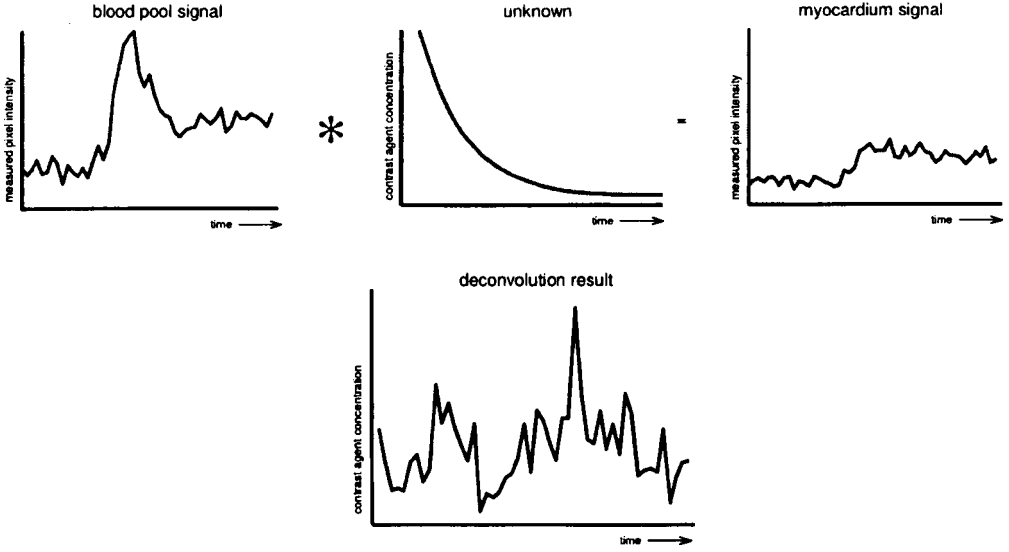 blood pool signal
unknown
myocardium signal
measured pixel intensity
*
contrast agent concentration
=
measured pixel intensity
time
time
time
deconvolution result
contrast agent concentration
time